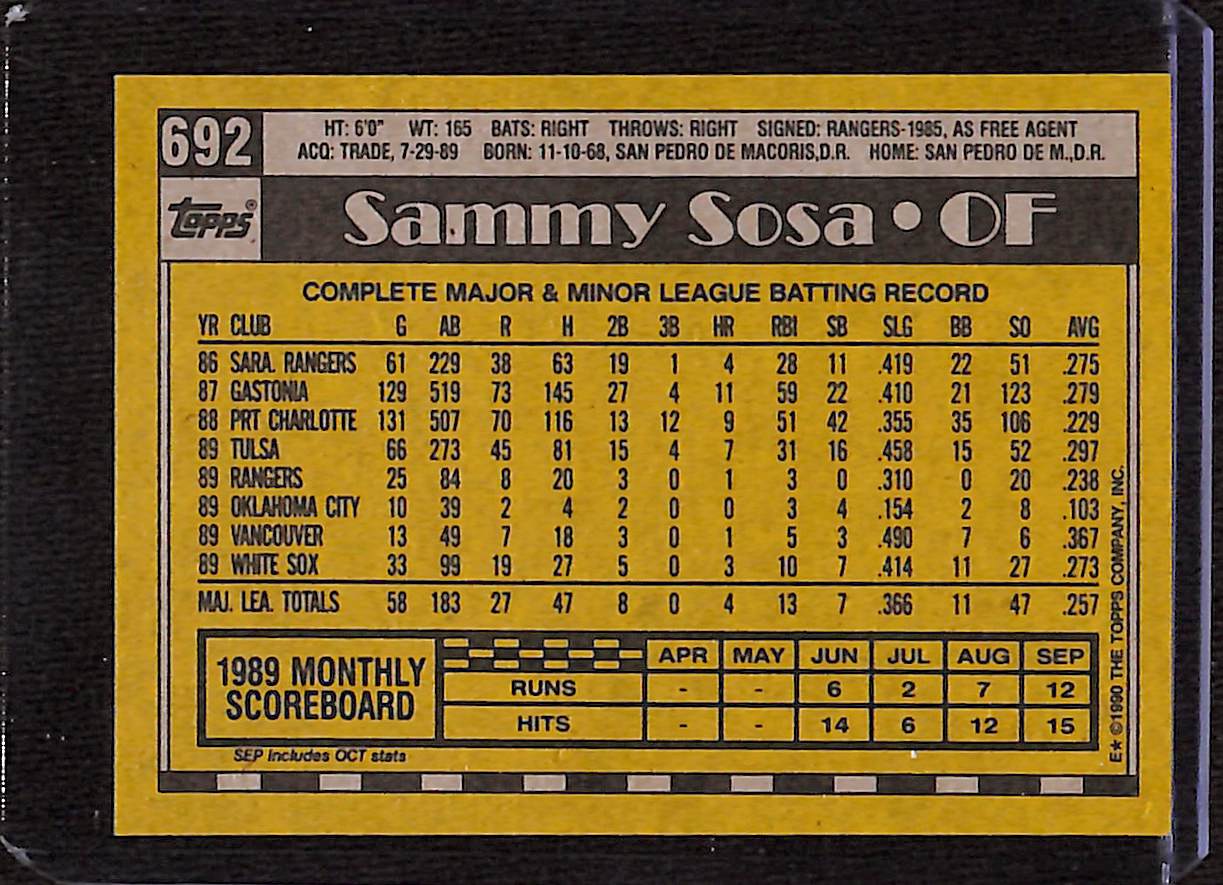 692
HT: 6'0" WT: 165 BATS: RIGHT THROWS: RIGHT SIGNED: RANGERS-1985, AS FREE AGENT
ACQ: TRADE, 7-29-89 BORN: 11-10-68, SAN PEDRO DE MACORIS,D.R. HOME: SAN PEDRO DE M.,D.R.
TOPPS®
Sammy Sosa • OF
COMPLETE MAJOR & MINOR LEAGUE BATTING RECORD
YR CLUB G AB R H 2B 3B HR RBI SB SLG BB SO AVG
86 SARA. RANGERS 61 229 38 63 19 1 4 28 11 .419 22 51 .275
87 GASTONIA 129 519 73 145 27 4 11 59 22 .410 21 123 .279
88 PRT CHARLOTTE 131 507 70 116 13 12 9 51 42 .355 35 106 .229
89 TULSA 66 273 45 81 15 4 7 31 16 .458 15 52 .297
89 RANGERS 25 84 8 20 3 0 1 3 0 .310 0 20 .238
89 OKLAHOMA CITY 10 39 2 4 2 0 0 3 4 .154 2 8 .103
89 VANCOUVER 13 49 7 18 3 0 1 5 3 .490 7 6 .367
89 WHITE SOX 33 99 19 27 5 0 3 10 7 .414 11 27 .273
MAJ. LEA. TOTALS 58 183 27 47 8 0 4 13 7 .366 11 47 .257
1989 MONTHLY
SCOREBOARD
APR MAY JUN JUL AUG SEP
RUNS - - 6 2 7 12
HITS - - 14 6 12 15
SEP includes OCT stats
E★ ©1990 THE TOPPS COMPANY, INC.